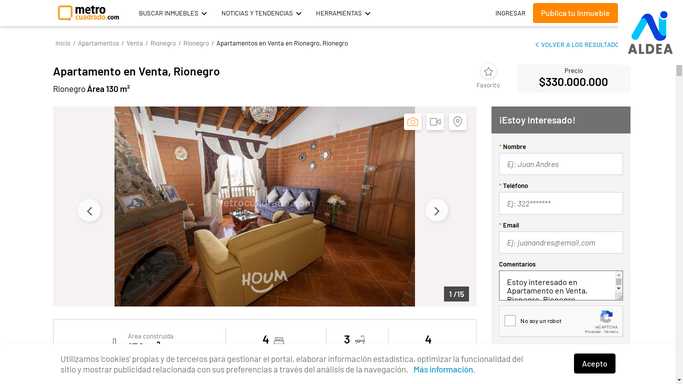 metro
cuadrado.com
BUSCAR INMUEBLES
NOTICIAS Y TENDENCIAS
HERRAMIENTAS
INGRESAR
Publica tu inmueble
AI
ALDEA
Inicio / Apartamentos / Venta / Rionegro / Rionegro / Apartamentos en Venta en Rionegro, Rionegro
VOLVER A LOS RESULTADO
Apartamento en Venta, Rionegro
Rionegro Área 130 m²
Favorito
Precio
$330.000.000
¡Estoy Interesado!
* Nombre
Ej: Juan Andres
* Teléfono
Ej: 322*******
* Email
Ej: juanandres@email.com
Comentarios
Estoy interesado en
Apartamento en Venta,
Rionegro, Rionegro
No soy un robot
reCAPTCHA
Privacidad - Términos
HOUM
1 /15
Área construida
4
3
4
Utilizamos 'cookies' propias y de terceros para gestionar el portal, elaborar información estadística, optimizar la funcionalidad del
sitio y mostrar publicidad relacionada con sus preferencias a través del análisis de la navegación. Más información.
Acepto